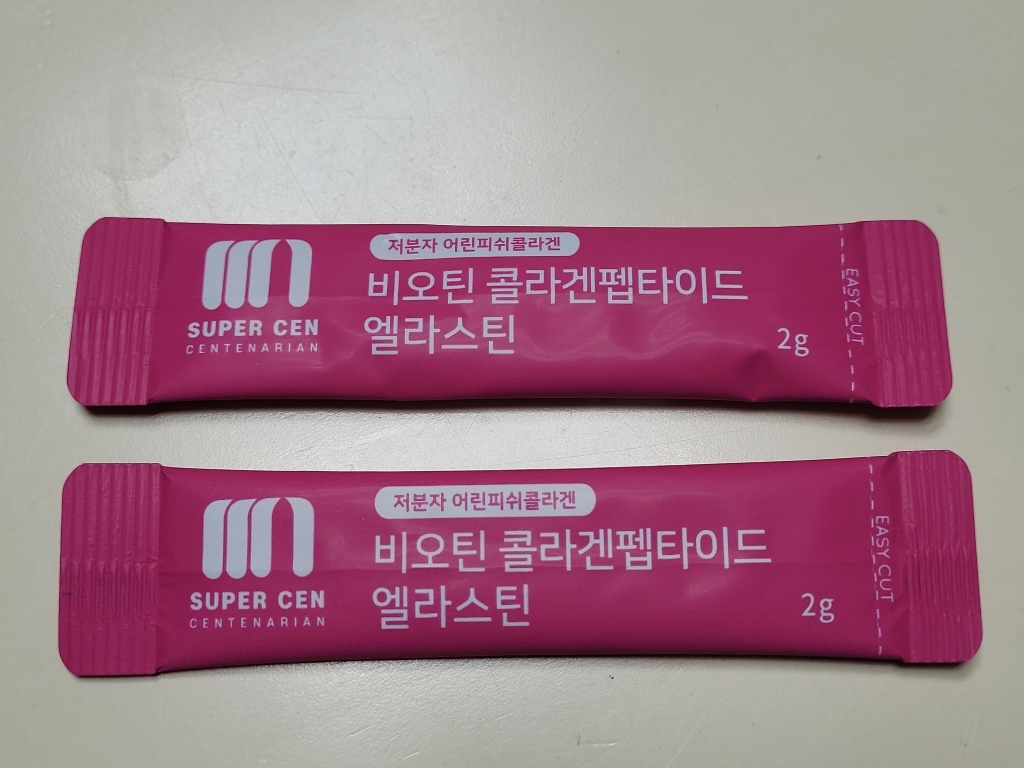 저분자 어린피쉬콜라겐
비오틴 콜라겐펩타이드
엘라스틴
SUPER CEN
CENTENARIAN
2g
EASY CUT
저분자 어린피쉬콜라겐
비오틴 콜라겐펩타이드
엘라스틴
SUPER CEN
CENTENARIAN
2g
EASY CUT